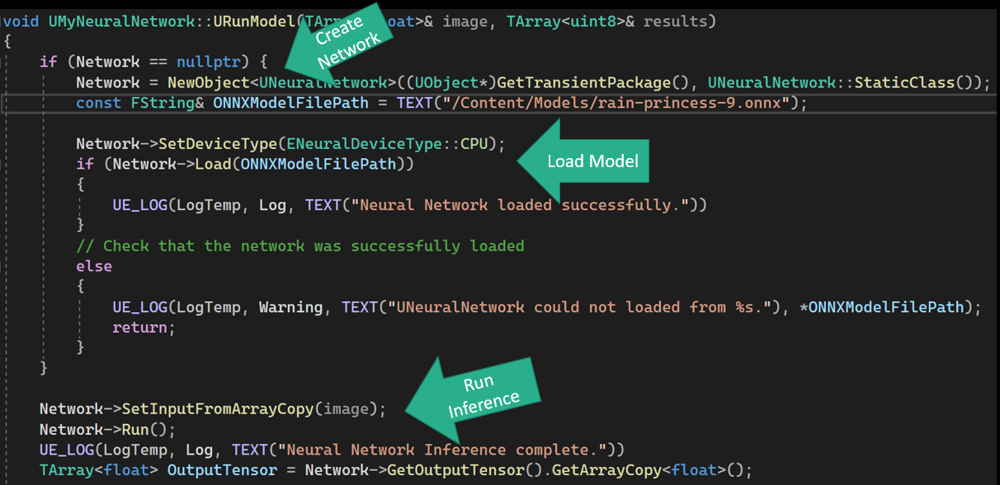 void UMyNeuralNetwork::URunModel(TArray oat>& image, TArray<uint8>& results)
{
if (Network == nullptr) {
Create
Network
Network = NewObject<UNeuralNetwork>((UObject*)GetTransientPackage(), UNeuralNetwork::StaticClass());
const FString& ONNXModelFilePath = TEXT("/Content/Models/rain-princess-9.onnx");
Network->SetDeviceType(ENeuralDeviceType::CPU);
Load Model
if (Network->Load(ONNXModelFilePath))
{
UE_LOG(LogTemp, Log, TEXT("Neural Network loaded successfully."))
}
// Check that the network was successfully loaded
else
{
UE_LOG(LogTemp, Warning, TEXT("UNeuralNetwork could not loaded from %s."), *ONNXModelFilePath);
return;
}
}
Run
Inference
Network->SetInputFromArrayCopy(image);
Network->Run();
UE_LOG(LogTemp, Log, TEXT("Neural Network Inference complete."))
TArray<float> OutputTensor = Network->GetOutputTensor().GetArrayCopy<float>();